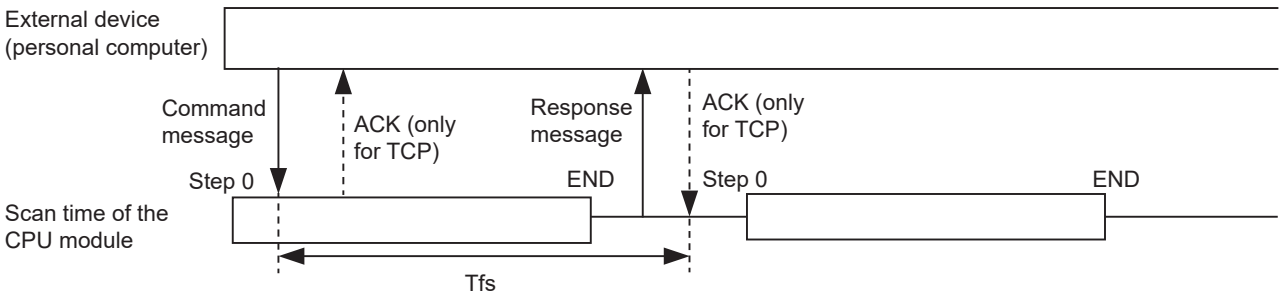 External device
(personal computer)
Command
message
ACK (only
for TCP)
Response
message
ACK (only
for TCP)
Step 0
END
Step 0
END
Scan time of the
CPU module
Tfs